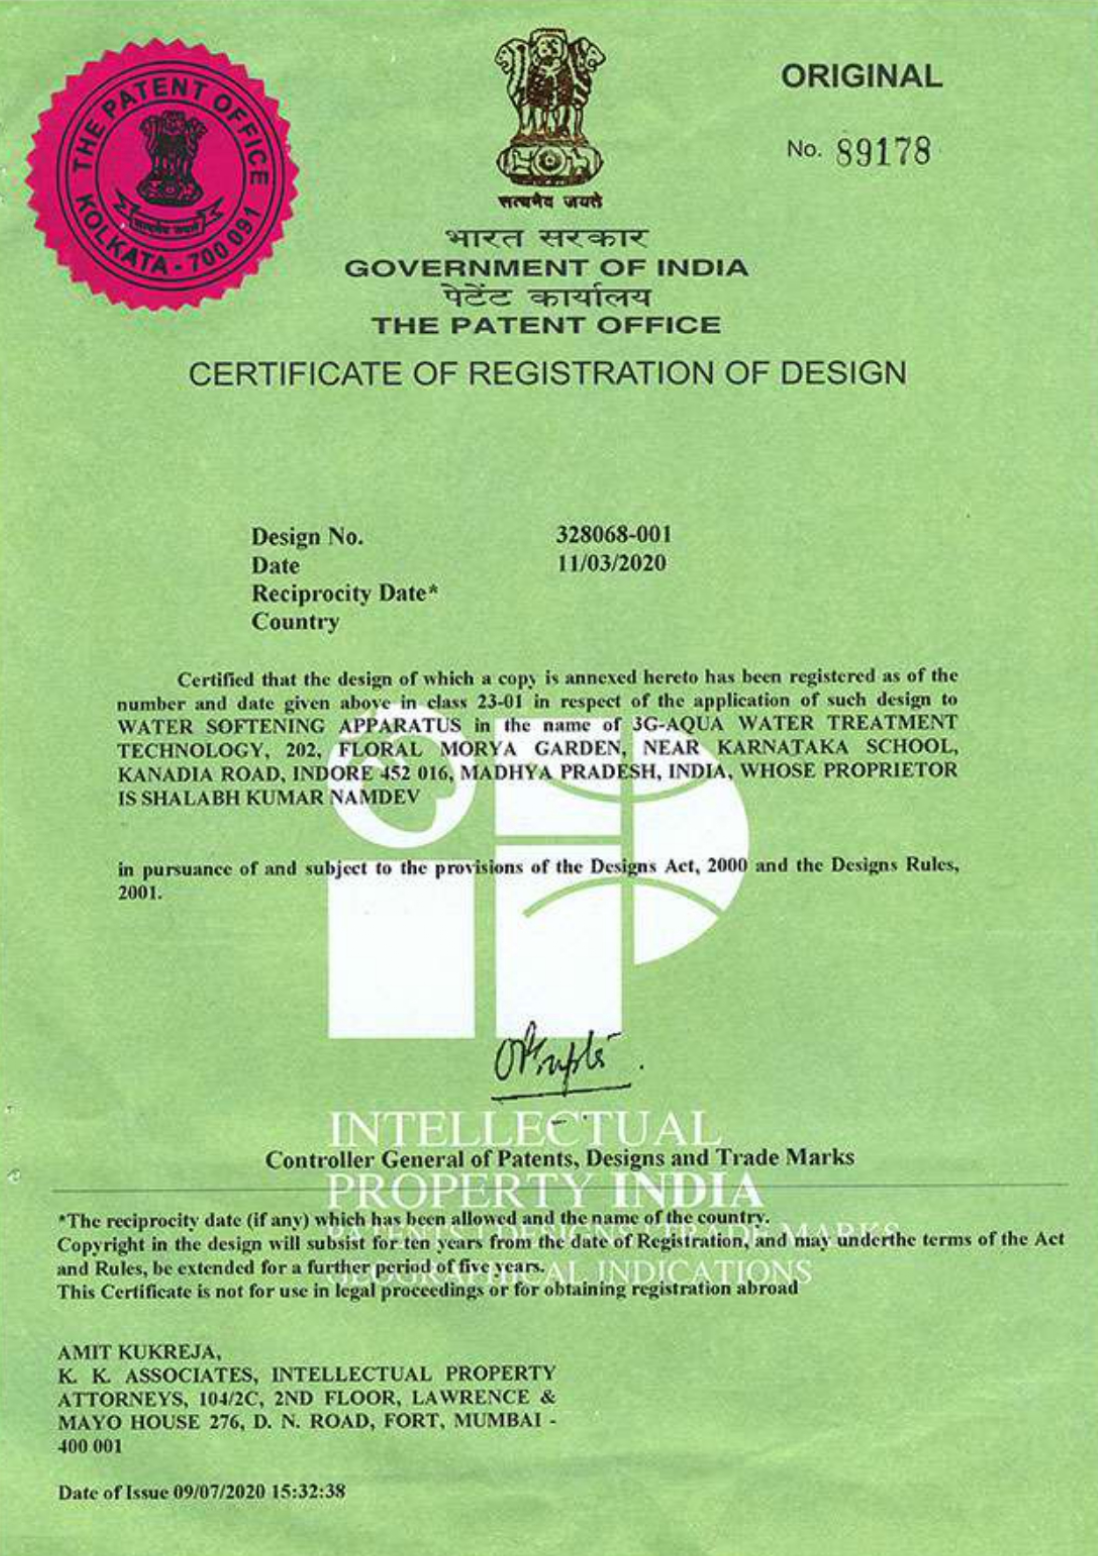 THE PATENT OFFICE
KOLKATA - 700 091
ORIGINAL
No. 89178
सत्यमेव जयते
भारत सरकार
GOVERNMENT OF INDIA
पेटेंट कार्यालय
THE PATENT OFFICE
CERTIFICATE OF REGISTRATION OF DESIGN
Design No. 328068-001
Date 11/03/2020
Reciprocity Date*
Country
Certified that the design of which a copy is annexed hereto has been registered as of the
number and date given above in class 23-01 in respect of the application of such design to
WATER SOFTENING APPARATUS in the name of 3G-AQUA WATER TREATMENT
TECHNOLOGY, 202, FLORAL MORYA GARDEN, NEAR KARNATAKA SCHOOL,
KANADIA ROAD, INDORE 452 016, MADHYA PRADESH, INDIA, WHOSE PROPRIETOR
IS SHALABH KUMAR NAMDEV
in pursuance of and subject to the provisions of the Designs Act, 2000 and the Designs Rules,
2001.
INTELLECTUAL
Controller General of Patents, Designs and Trade Marks
PROPERTY INDIA
*The reciprocity date (if any) which has been allowed and the name of the country.
MARKS
Copyright in the design will subsist for ten years from the date of Registration, and may underthe terms of the Act
and Rules, be extended for a further period of five years.
GEOGRAPHICAL INDICATIONS
This Certificate is not for use in legal proceedings or for obtaining registration abroad
AMIT KUKREJA,
K. K. ASSOCIATES, INTELLECTUAL PROPERTY
ATTORNEYS, 104/2C, 2ND FLOOR, LAWRENCE &
MAYO HOUSE 276, D. N. ROAD, FORT, MUMBAI -
400 001
Date of Issue 09/07/2020 15:32:38